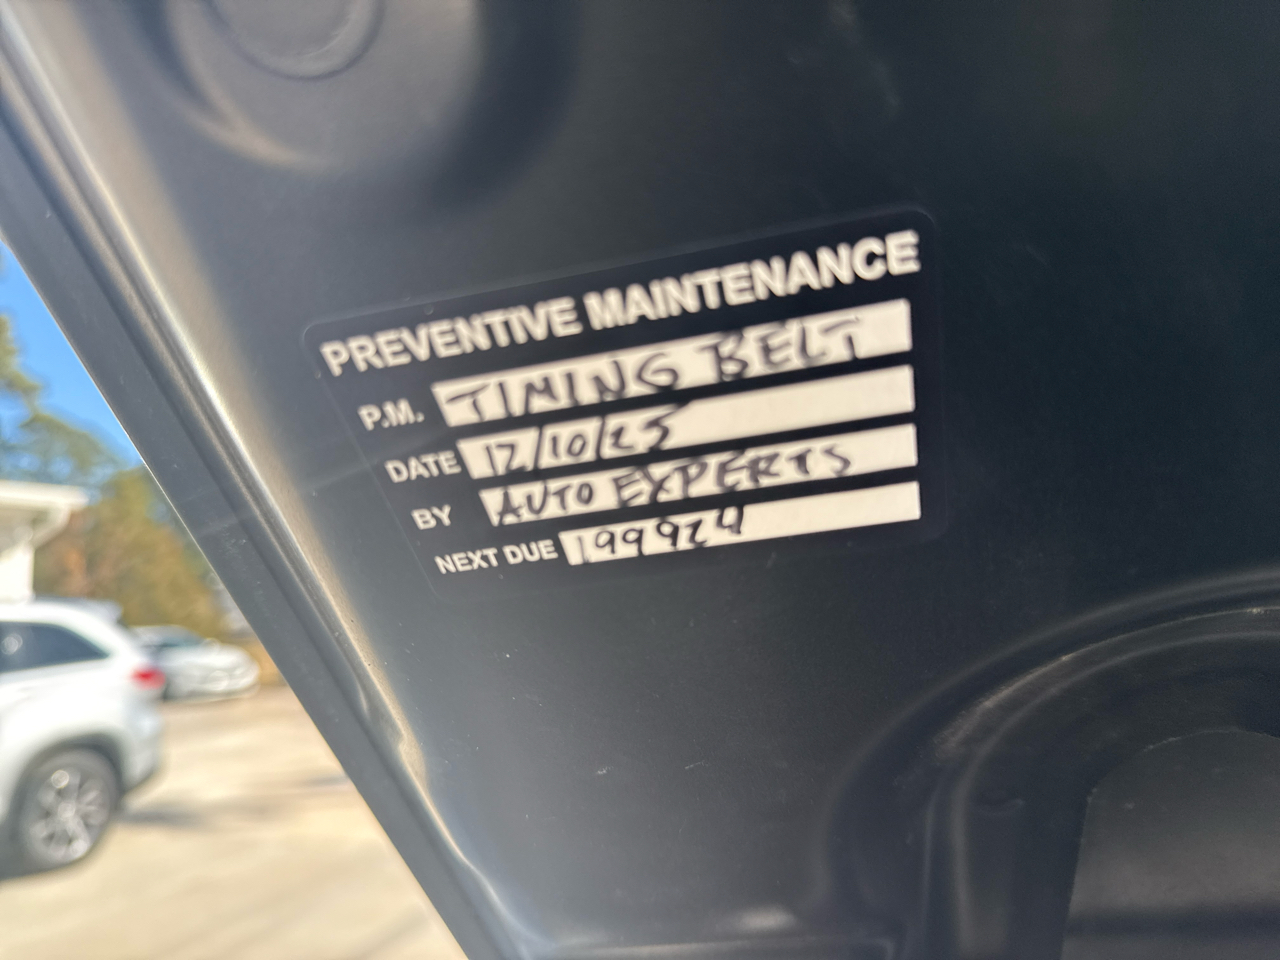 PREVENTIVE MAINTENANCE
P.M. TIMING BELT
DATE 12/10/25
BY AUTO EXPERTS
NEXT DUE 199924